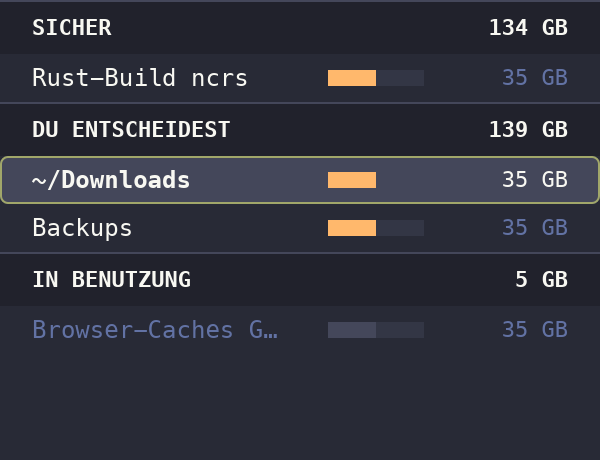 SICHER 134 GB
Rust-Build ncrs 35 GB
DU ENTSCHEIDEST 139 GB
~/Downloads 35 GB
Backups 35 GB
IN BENUTZUNG 5 GB
Browser-Caches G… 35 GB